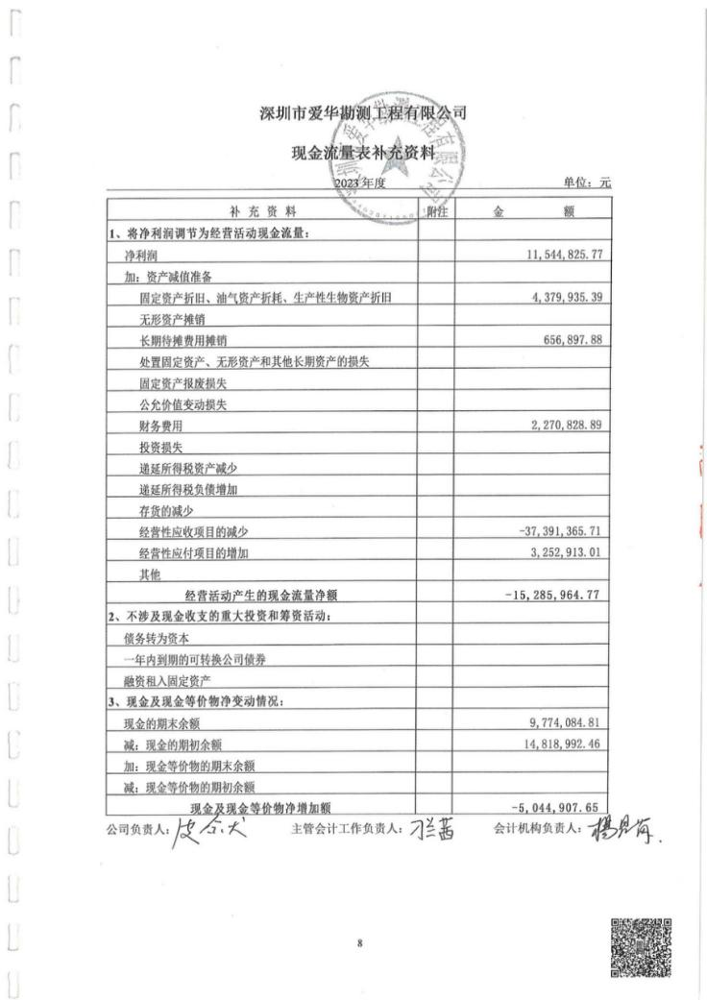 深圳市爱华勘测工程有限公司
现金流量表补充资料
2023年度 单位：元
补 充 资 料 附注 金 额
1、将净利润调节为经营活动现金流量：
净利润 11,544,825.77
加：资产减值准备
固定资产折旧、油气资产折耗、生产性生物资产折旧 4,379,935.39
无形资产摊销
长期待摊费用摊销 656,897.88
处置固定资产、无形资产和其他长期资产的损失
固定资产报废损失
公允价值变动损失
财务费用 2,270,828.89
投资损失
递延所得税资产减少
递延所得税负债增加
存货的减少
经营性应收项目的减少 -37,391,365.71
经营性应付项目的增加 3,252,913.01
其他
经营活动产生的现金流量净额 -15,285,964.77
2、不涉及现金收支的重大投资和筹资活动：
债务转为资本
一年内到期的可转换公司债券
融资租入固定资产
3、现金及现金等价物净变动情况：
现金的期末余额 9,774,084.81
减：现金的期初余额 14,818,992.46
加：现金等价物的期末余额
减：现金等价物的期初余额
现金及现金等价物净增加额 -5,044,907.65
公司负责人： 主管会计工作负责人： 会计机构负责人：
8